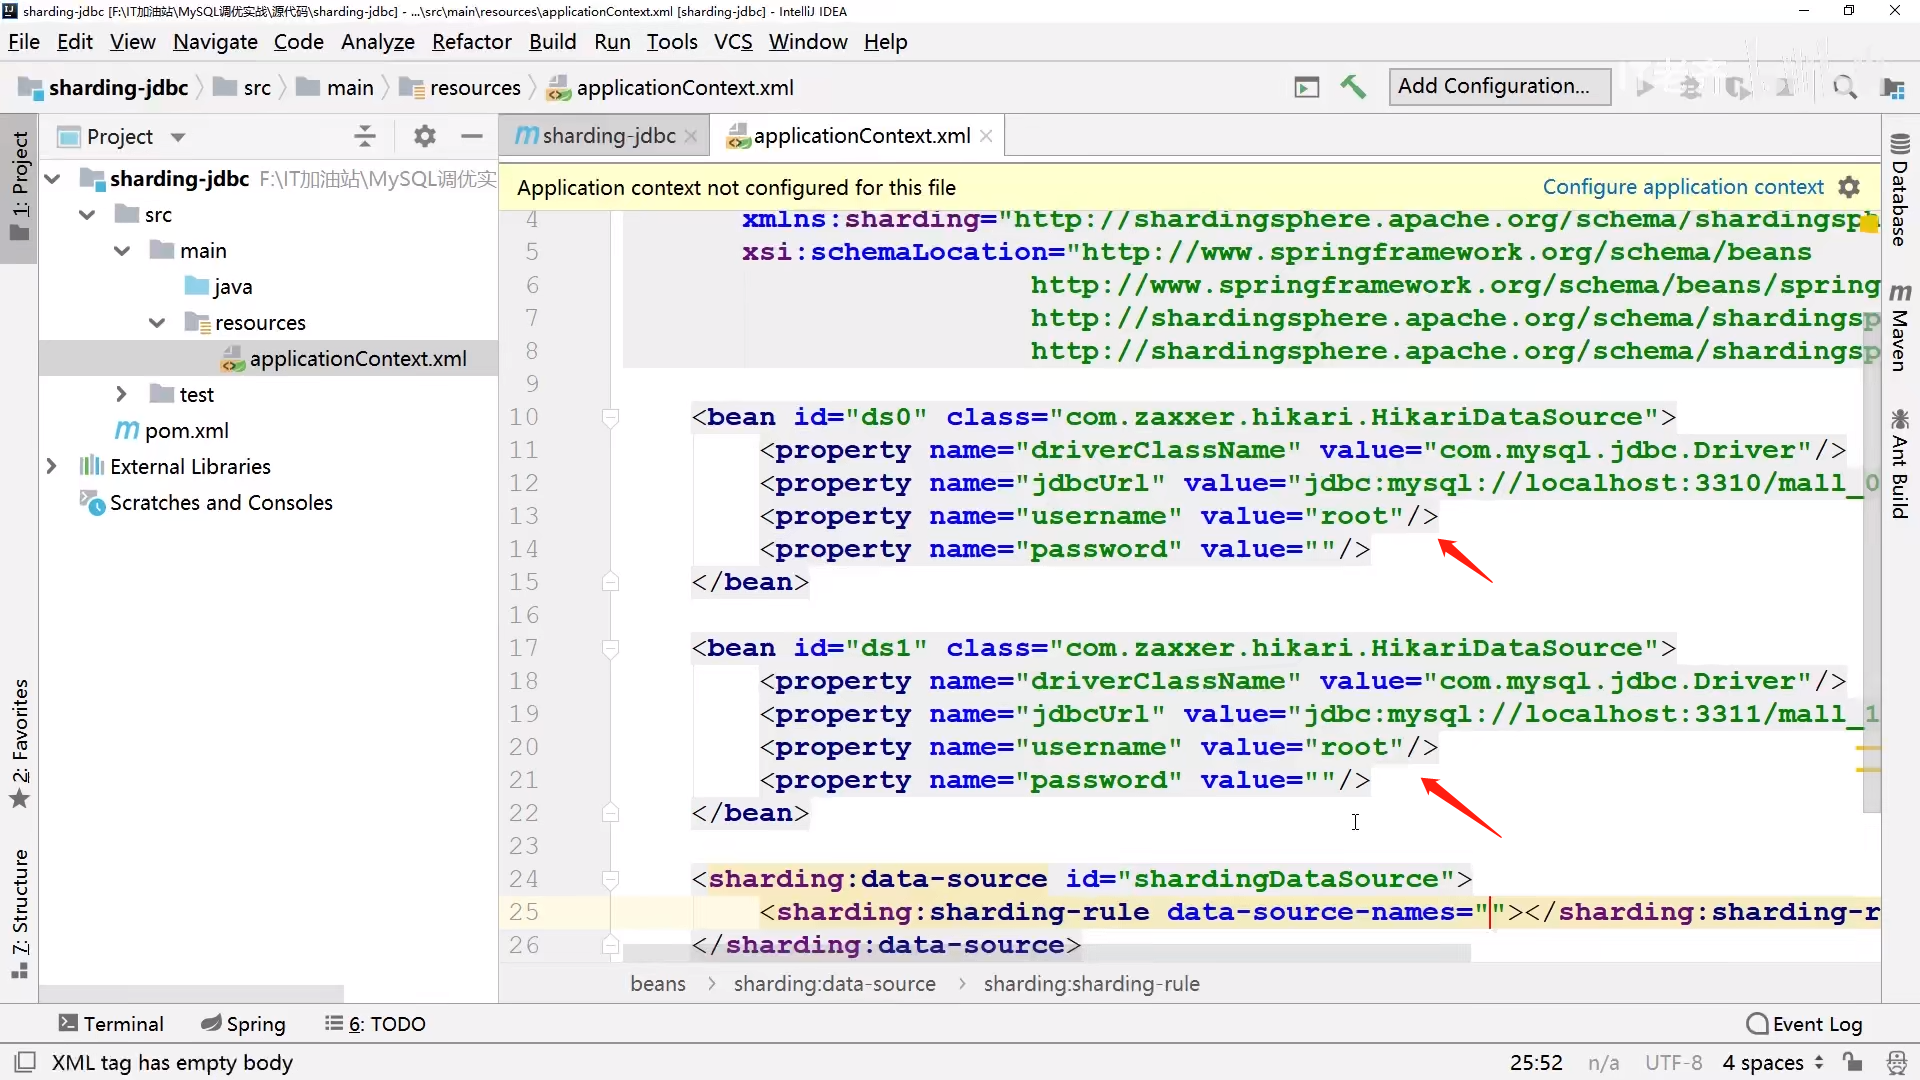 sharding-jdbc [F:\IT加油站\MySQL调优实战\源代码\sharding-jdbc] - ...\src\main\resources\applicationContext.xml [sharding-jdbc] - IntelliJ IDEA
File Edit View Navigate Code Analyze Refactor Build Run Tools VCS Window Help
sharding-jdbc src main resources applicationContext.xml
Add Configuration...
1: Project
Project
sharding-jdbc applicationContext.xml
sharding-jdbc F:\IT加油站\MySQL调优实
src
main
java
resources
applicationContext.xml
test
pom.xml
External Libraries
Scratches and Consoles
Application context not configured for this file
Configure application context
4 xmlns:sharding="http://shardingsphere.apache.org/schema/shardingsph
5 xsi:schemaLocation="http://www.springframework.org/schema/beans
6 http://www.springframework.org/schema/beans/spring
7 http://shardingsphere.apache.org/schema/shardingsp
8 http://shardingsphere.apache.org/schema/shardingsp
9
10 <bean id="ds0" class="com.zaxxer.hikari.HikariDataSource">
11 <property name="driverClassName" value="com.mysql.jdbc.Driver"/>
12 <property name="jdbcUrl" value="jdbc:mysql://localhost:3310/mall_0
13 <property name="username" value="root"/>
14 <property name="password" value=""/>
15 </bean>
16
17 <bean id="ds1" class="com.zaxxer.hikari.HikariDataSource">
18 <property name="driverClassName" value="com.mysql.jdbc.Driver"/>
19 <property name="jdbcUrl" value="jdbc:mysql://localhost:3311/mall_1
20 <property name="username" value="root"/>
21 <property name="password" value=""/>
22 </bean>
23
24 <sharding:data-source id="shardingDataSource">
25 <sharding:sharding-rule data-source-names=""></sharding:sharding-r
26 </sharding:data-source>
beans sharding:data-source sharding:sharding-rule
Database
m
Maven
Ant Build
2: Favorites
7: Structure
Terminal Spring 6: TODO Event Log
XML tag has empty body 25:52 n/a UTF-8 4 spaces